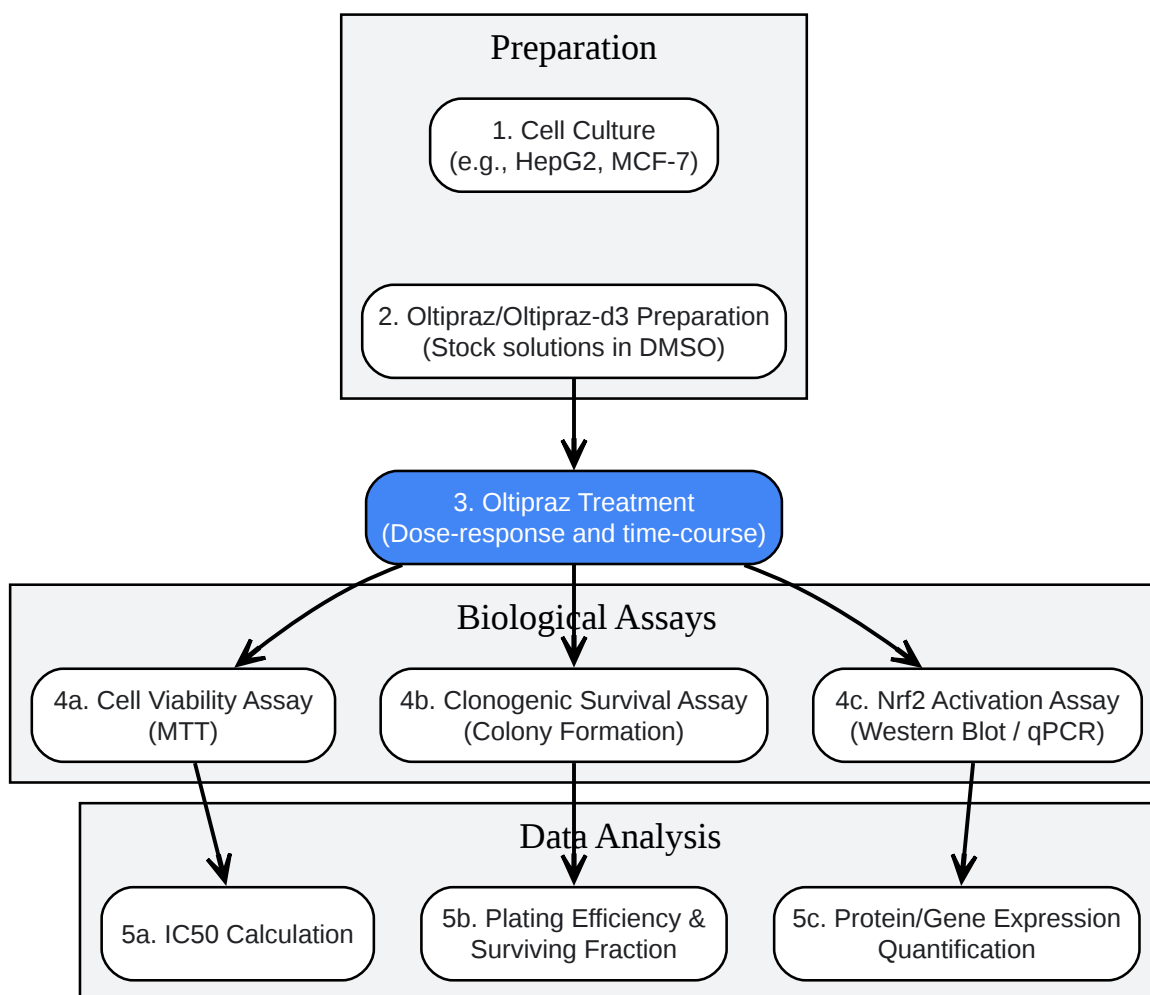 Preparation
1. Cell Culture
(e.g., HepG2, MCF-7)
2. Oltipraz/Oltipraz-d3 Preparation
(Stock solutions in DMSO)
3. Oltipraz Treatment
(Dose-response and time-course)
Biological Assays
4a. Cell Viability Assay
(MTT)
4b. Clonogenic Survival Assay
(Colony Formation)
4c. Nrf2 Activation Assay
(Western Blot / qPCR)
Data Analysis
5a. IC50 Calculation
5b. Plating Efficiency &
Surviving Fraction
5c. Protein/Gene Expression
Quantification